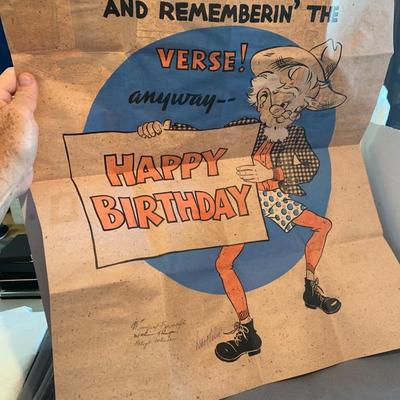 AND REMEMBERIN' THE
VERSE!
anyway--
HAPPY
BIRTHDAY